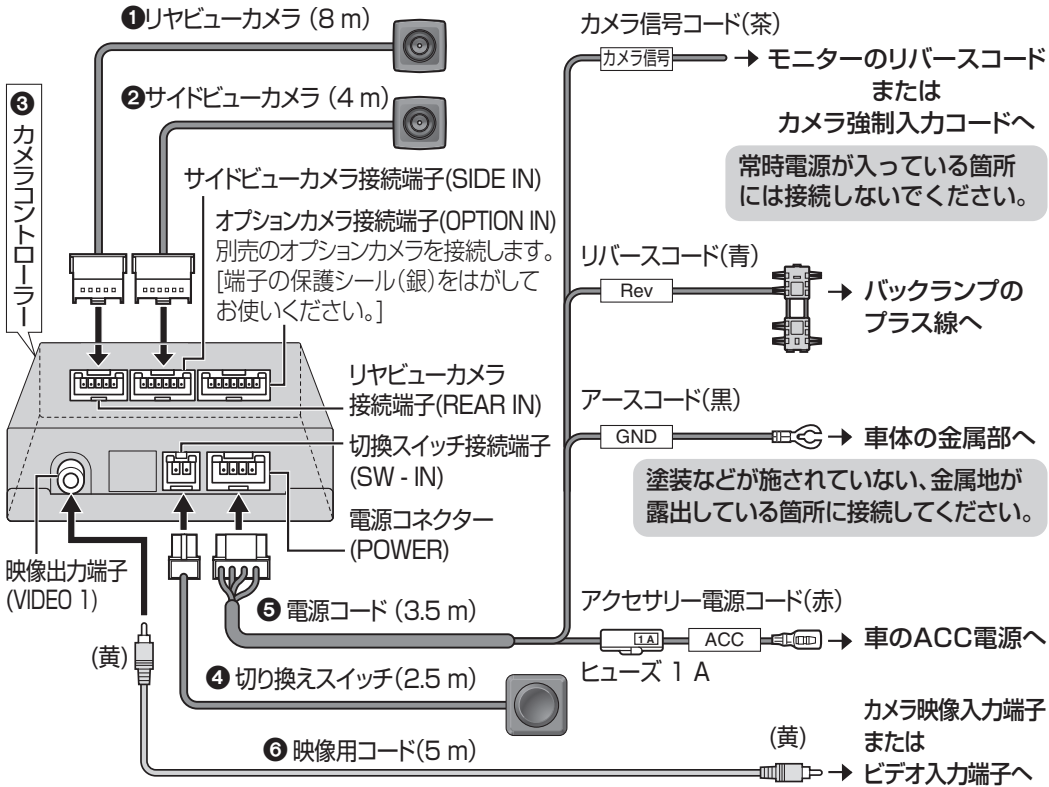 ❶リヤビューカメラ (8 m)
❷サイドビューカメラ (4 m)
❸カメラコントローラー
サイドビューカメラ接続端子(SIDE IN)
オプションカメラ接続端子(OPTION IN)
別売のオプションカメラを接続します。
[端子の保護シール(銀)をはがして
お使いください。]
リヤビューカメラ
接続端子(REAR IN)
切換スイッチ接続端子
(SW - IN)
電源コネクター
(POWER)
映像出力端子
(VIDEO 1)
(黄)
❺ 電源コード (3.5 m)
❹ 切り換えスイッチ(2.5 m)
❻ 映像用コード(5 m)
カメラ信号コード(茶)
カメラ信号
→ モニターのリバースコード
または
カメラ強制入力コードへ
常時電源が入っている箇所
には接続しないでください。
リバースコード(青)
Rev
→ バックランプの
プラス線へ
アースコード(黒)
GND
→ 車体の金属部へ
塗装などが施されていない、金属地が
露出している箇所に接続してください。
アクセサリー電源コード(赤)
1A
ACC
→ 車のACC電源へ
ヒューズ 1 A
(黄)
カメラ映像入力端子
または
→ ビデオ入力端子へ